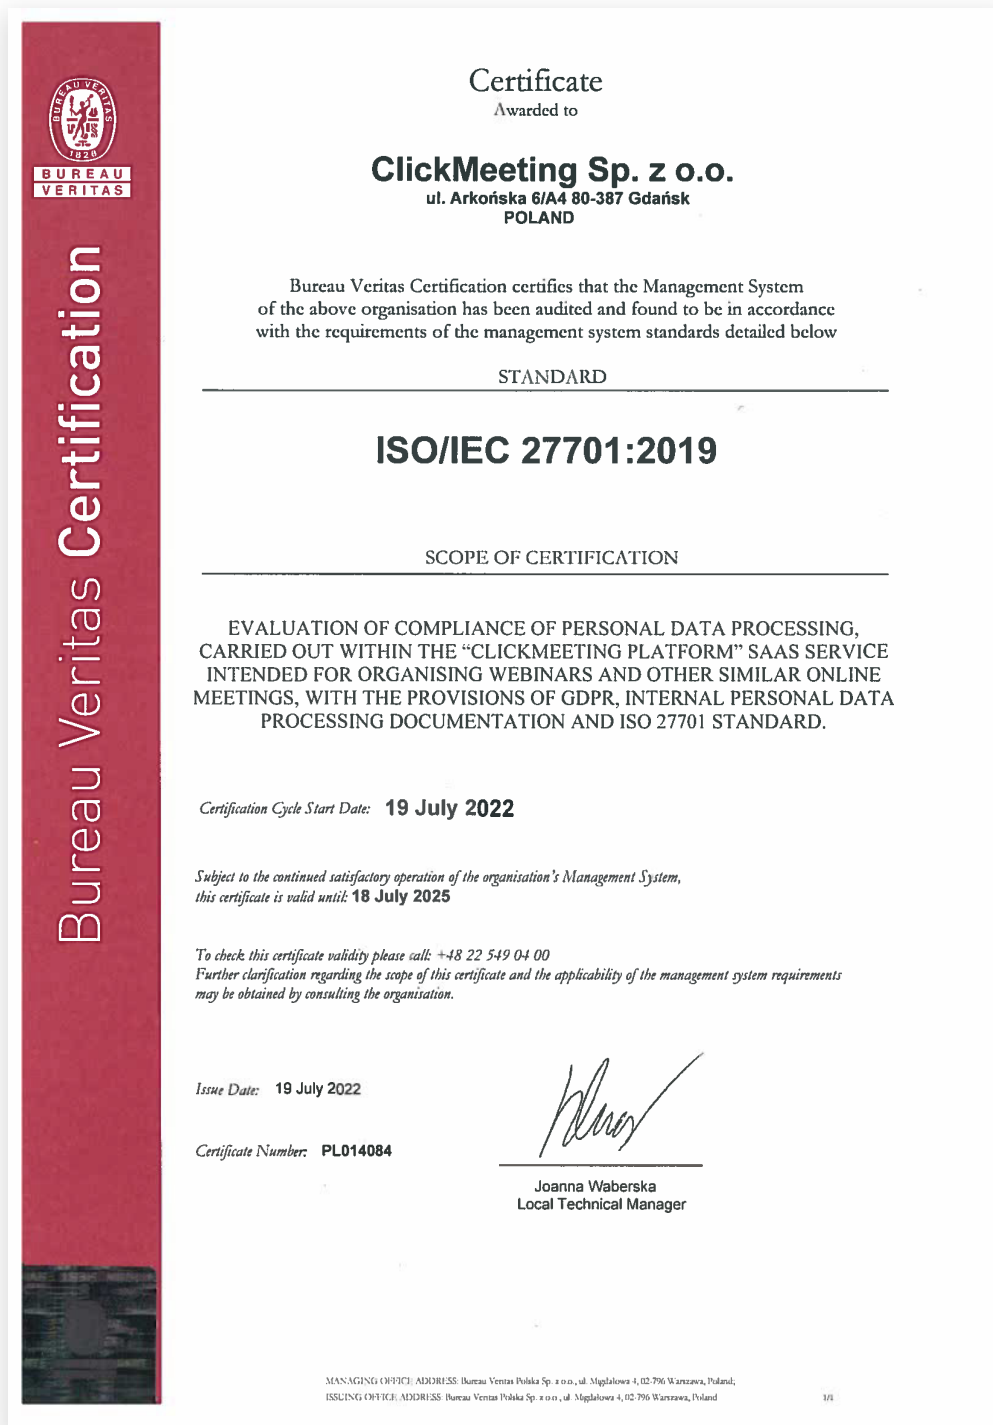 BUREAU VERITAS
1828
BUREAU
VERITAS
Bureau Veritas Certification
Certificate
Awarded to
ClickMeeting Sp. z o.o.
ul. Arkońska 6/A4 80-387 Gdańsk
POLAND
Bureau Veritas Certification certifies that the Management System
of the above organisation has been audited and found to be in accordance
with the requirements of the management system standards detailed below
STANDARD
ISO/IEC 27701:2019
SCOPE OF CERTIFICATION
EVALUATION OF COMPLIANCE OF PERSONAL DATA PROCESSING,
CARRIED OUT WITHIN THE “CLICKMEETING PLATFORM” SAAS SERVICE
INTENDED FOR ORGANISING WEBINARS AND OTHER SIMILAR ONLINE
MEETINGS, WITH THE PROVISIONS OF GDPR, INTERNAL PERSONAL DATA
PROCESSING DOCUMENTATION AND ISO 27701 STANDARD.
Certification Cycle Start Date: 19 July 2022
Subject to the continued satisfactory operation of the organisation's Management System,
this certificate is valid until: 18 July 2025
To check this certificate validity please call: +48 22 549 04 00
Further clarification regarding the scope of this certificate and the applicability of the management system requirements
may be obtained by consulting the organisation.
Issue Date: 19 July 2022
Certificate Number: PL014084
Joanna Waberska
Local Technical Manager
MANAGING OFFICE ADDRESS: Bureau Veritas Polska Sp. z o.o., ul. Migdałowa 4, 02-796 Warszawa, Poland;
ISSUING OFFICE ADDRESS: Bureau Veritas Polska Sp. z o.o., ul. Migdałowa 4, 02-796 Warszawa, Poland
1/1